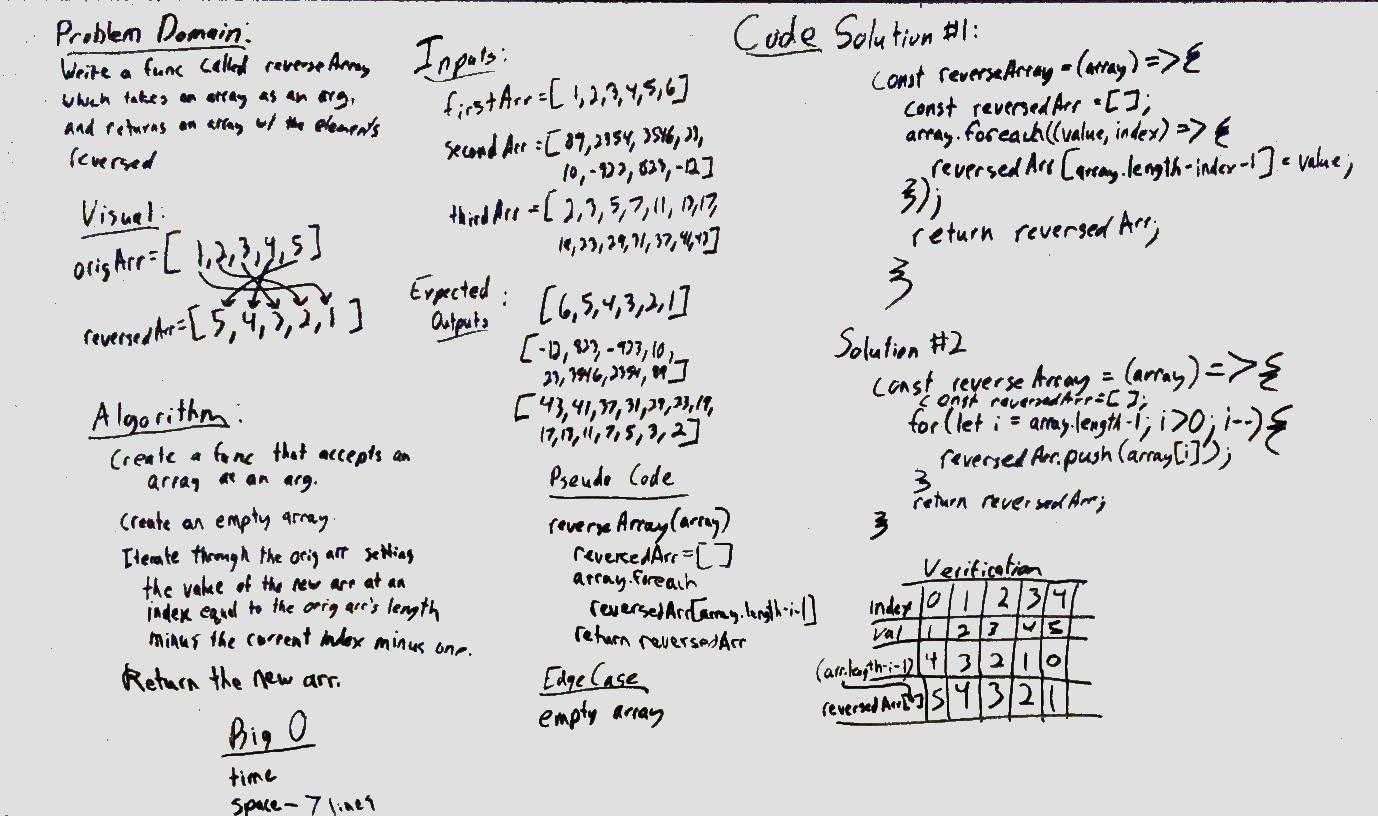 Problem Domain:
Write a func called reverseArray
which takes an array as an arg,
and returns an array w/ the elements
reversed
Visual:
origArr=[ 1,2,3,4,5]
reversedArr=[5,4,3,2,1 ]
Algorithm:
Create a func that accepts an
array as an arg.
Create an empty array.
Iterate through the orig arr setting
the value of the new arr at an
index equal to the orig arr's length
minus the current index minus one.
Return the new arr.
Big O
time
space- 7 lines
Inputs:
firstArr=[ 1,2,3,4,5,6]
secondArr=[89,2354, 3546, 23,
10,-923, 823,-12]
thirdArr=[ 2,3,5,7,11, 13,17,
19,23,29,31,37,41,43]
Expected Outputs:
[6,5,4,3,2,1]
[-12, 823, -923,10,
23,3546,2354, 89]
[43,41,37,31,29,23,19,
17,13,11,7,5,3,2]
Pseudo Code
reverseArray(array)
reversedArr=[ ]
array.foreach
reversedArr[array.length-i-1]
return reversedArr
Edge Case
empty array
Code Solution #1:
const reverseArray=(array)=>{
const reversedArr=[];
array.foreach((value, index) => {
reversedArr[array.length-index-1]=value;
});
return reversedArr;
}
Solution #2
const reverseArray = (array) => {
const reversedArr=[ ];
for(let i = array.length-1; i>0; i--){
reversedArr.push(array[i]);
}
return reversedArr;
}
Verification
index 0 1 2 3 4
val 1 2 3 4 5
(arr.length-i-1) 4 3 2 1 0
reversedArr[ ] 5 4 3 2 1